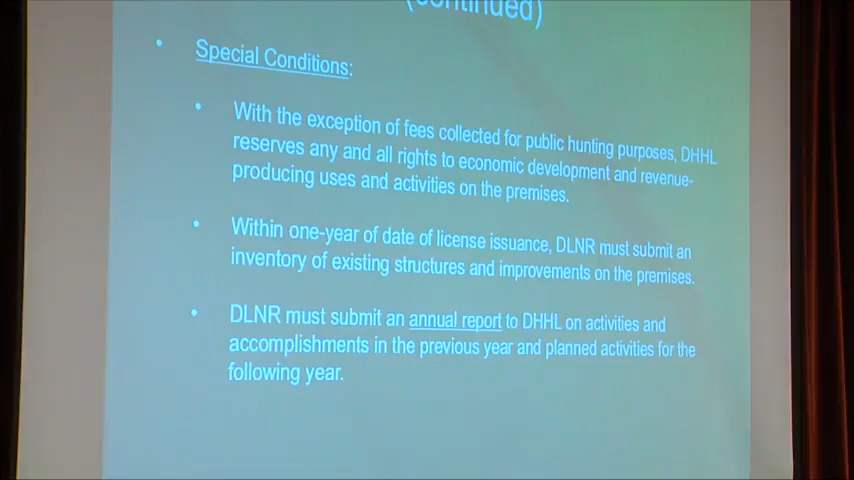 (continued)
• Special Conditions:
• With the exception of fees collected for public hunting purposes, DHHL
reserves any and all rights to economic development and revenue-
producing uses and activities on the premises.
• Within one-year of date of license issuance, DLNR must submit an
inventory of existing structures and improvements on the premises.
• DLNR must submit an annual report to DHHL on activities and
accomplishments in the previous year and planned activities for the
following year.